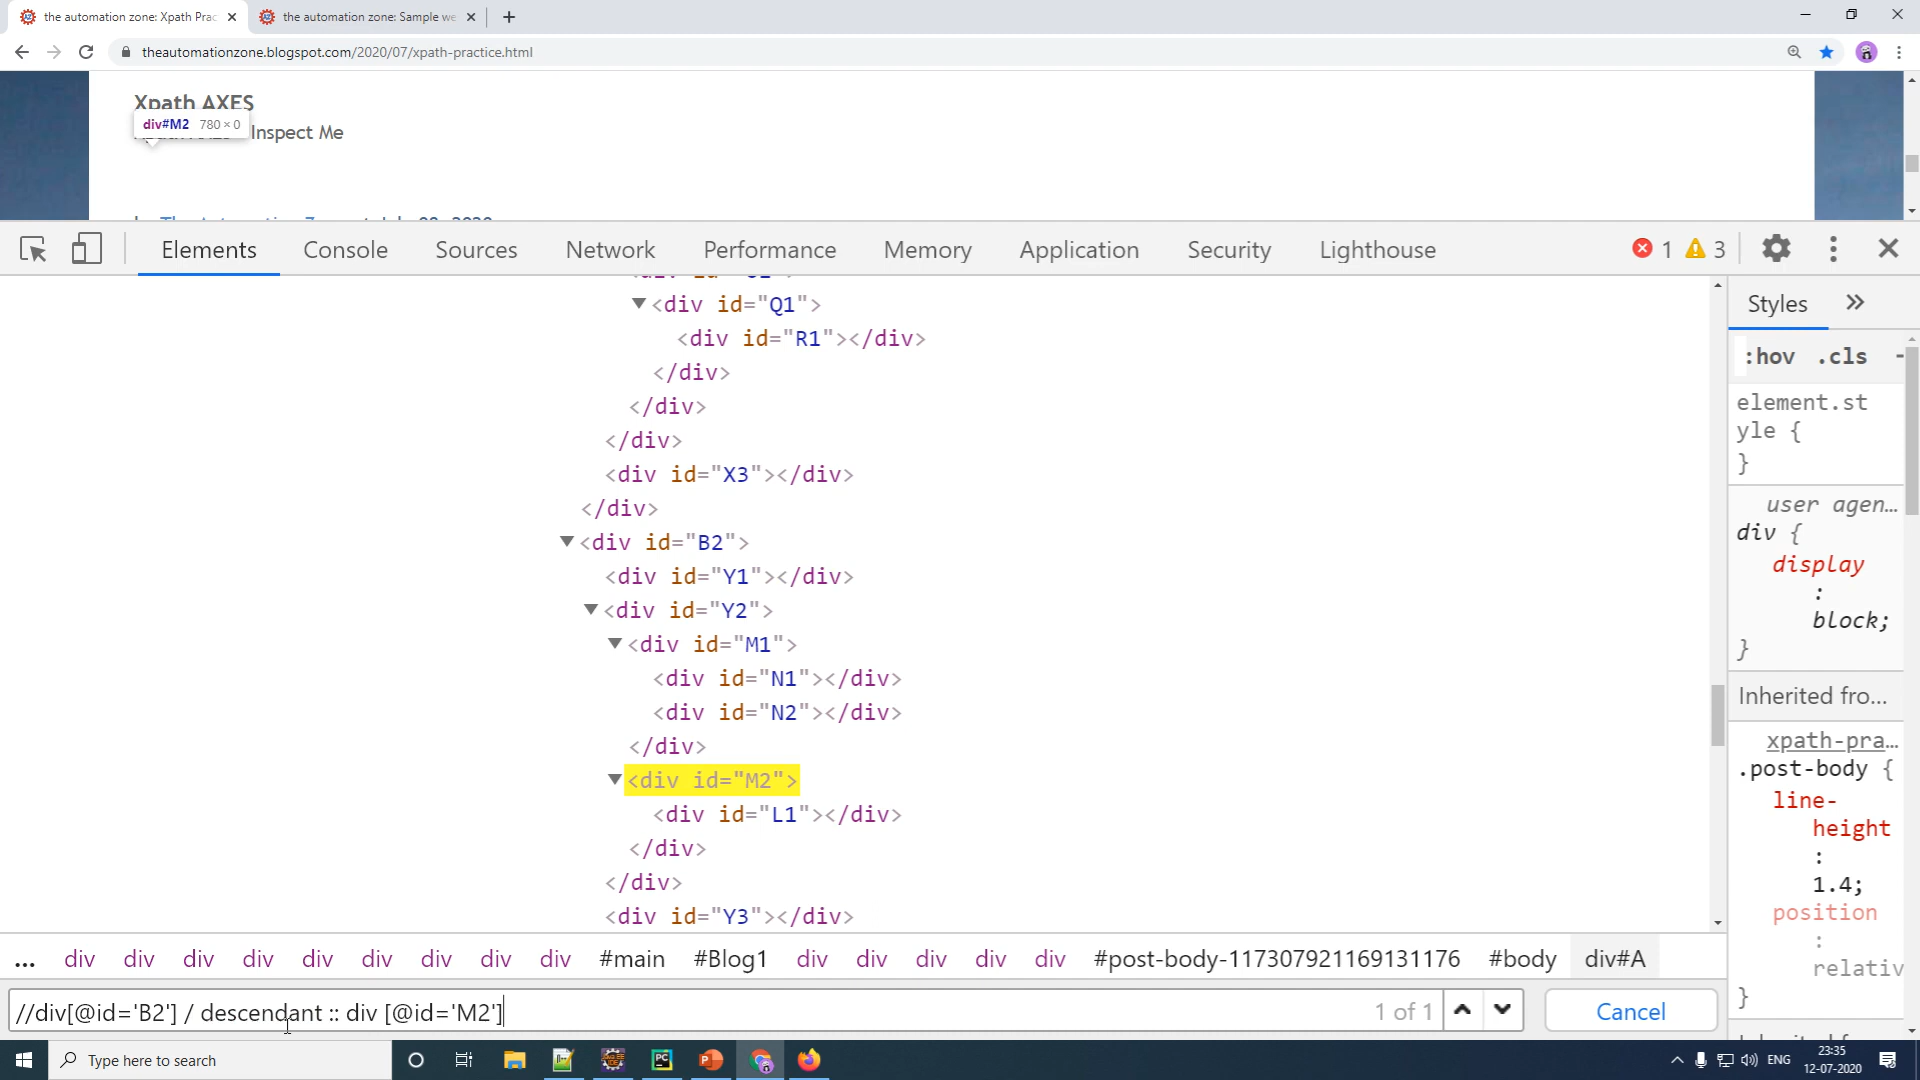 the automation zone: Xpath Prac
the automation zone: Sample we
theautomationzone.blogspot.com/2020/07/xpath-practice.html
Xpath AXES
div#M2 780 × 0
Inspect Me
Elements Console Sources Network Performance Memory Application Security Lighthouse 1 3
<div id="Q1">
<div id="R1"></div>
</div>
</div>
</div>
<div id="X3"></div>
</div>
<div id="B2">
<div id="Y1"></div>
<div id="Y2">
<div id="M1">
<div id="N1"></div>
<div id="N2"></div>
</div>
<div id="M2">
<div id="L1"></div>
</div>
</div>
<div id="Y3"></div>
Styles »
:hov .cls
element.st
yle {
}
user agen…
div {
display
:
block;
}
Inherited fro…
xpath-pra…
.post-body {
line-
height
:
1.4;
position
:
relativ
}
... div div div div div div div div div #main #Blog1 div div div div div #post-body-117307921169131176 #body div#A
//div[@id='B2'] / descendant :: div [@id='M2']
1 of 1
Cancel
Type here to search
ENG
23:35
12-07-2020